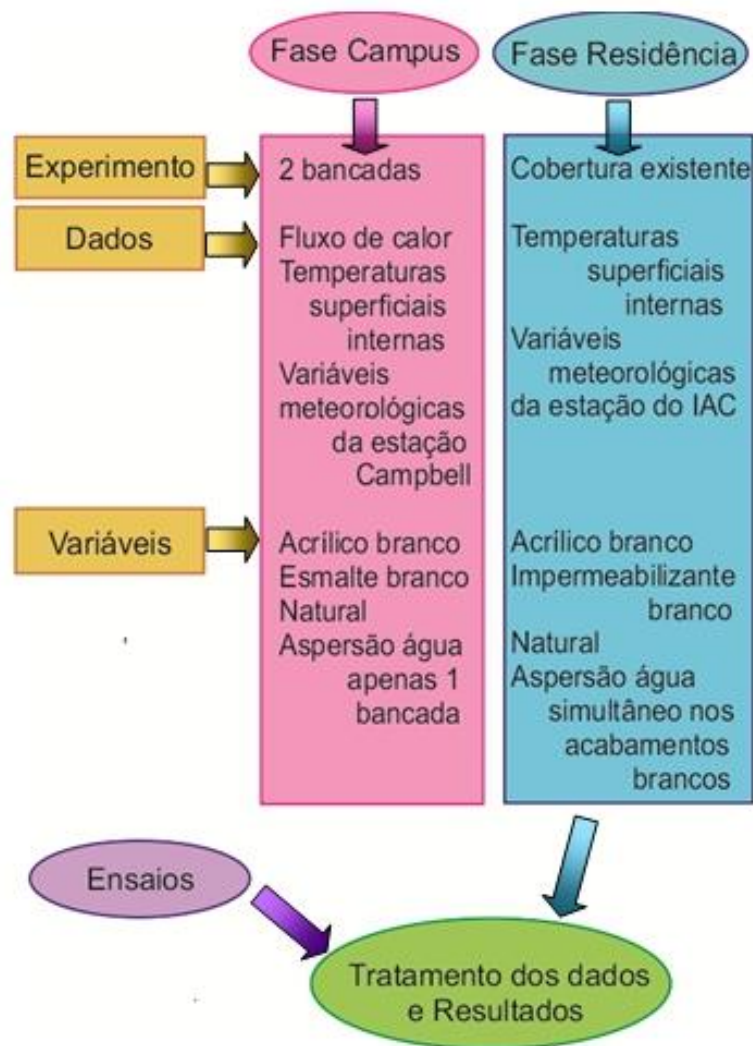 Fase Campus
Fase Residência
Experimento
2 bancadas
Cobertura existente
Dados
Fluxo de calor
Temperaturas
superficiais
internas
Variáveis
meteorológicas
da estação
Campbell
Temperaturas
superficiais
internas
Variáveis
meteorológicas
da estação do IAC
Variáveis
Acrílico branco
Esmalte branco
Natural
Aspersão água
apenas 1
bancada
Acrílico branco
Impermeabilizante
branco
Natural
Aspersão água
simultâneo nos
acabamentos
brancos
Ensaios
Tratamento dos dados
e Resultados